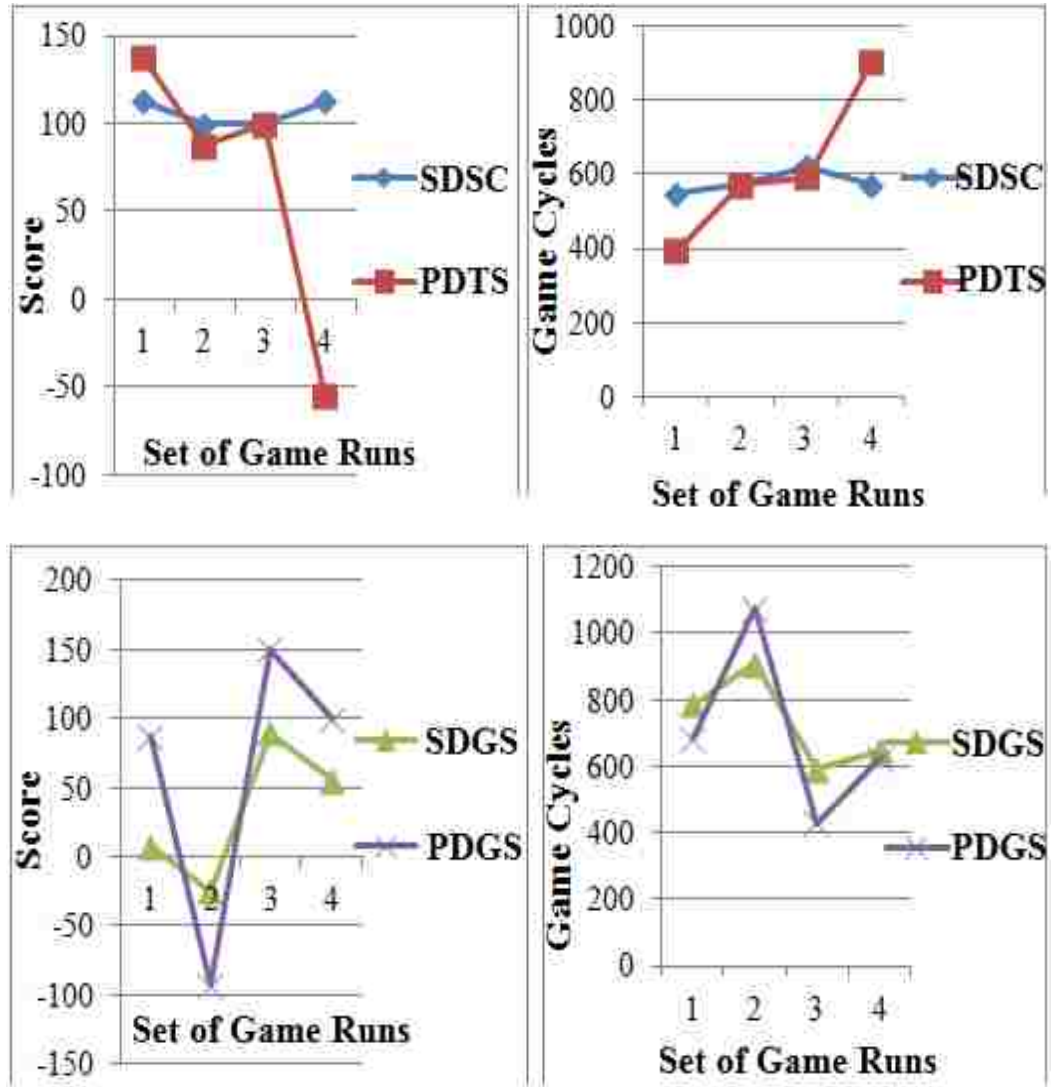 150
100
50
0
-50
-100
Score
1 2 3 4
Set of Game Runs
SDSC
PDTS
1000
800
600
400
200
0
Game Cycles
1 2 3 4
Set of Game Runs
SDSC
PDTS
200
150
100
50
0
-50
-100
-150
Score
1 2 3 4
Set of Game Runs
SDGS
PDGS
1200
1000
800
600
400
200
0
Game Cycles
1 2 3 4
Set of Game Runs
SDGS
PDGS